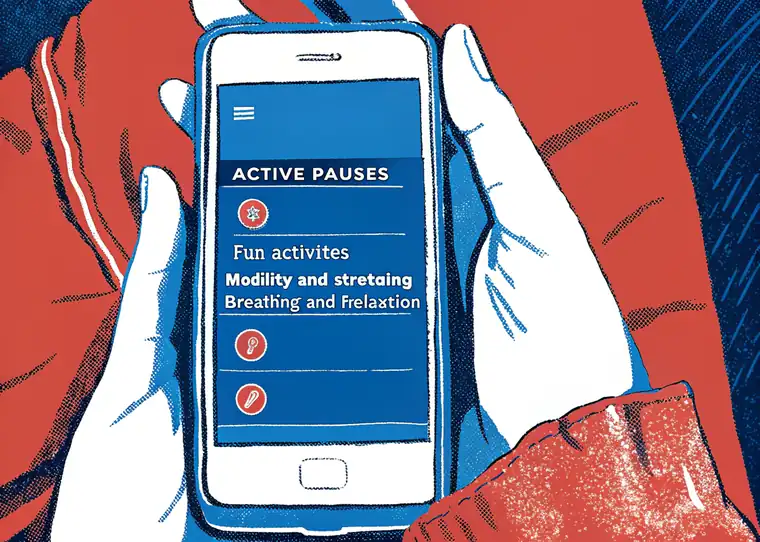 ACTIVE PAUSES
Fun activites
Modility and stretaing
Breathing and Frelaxtion